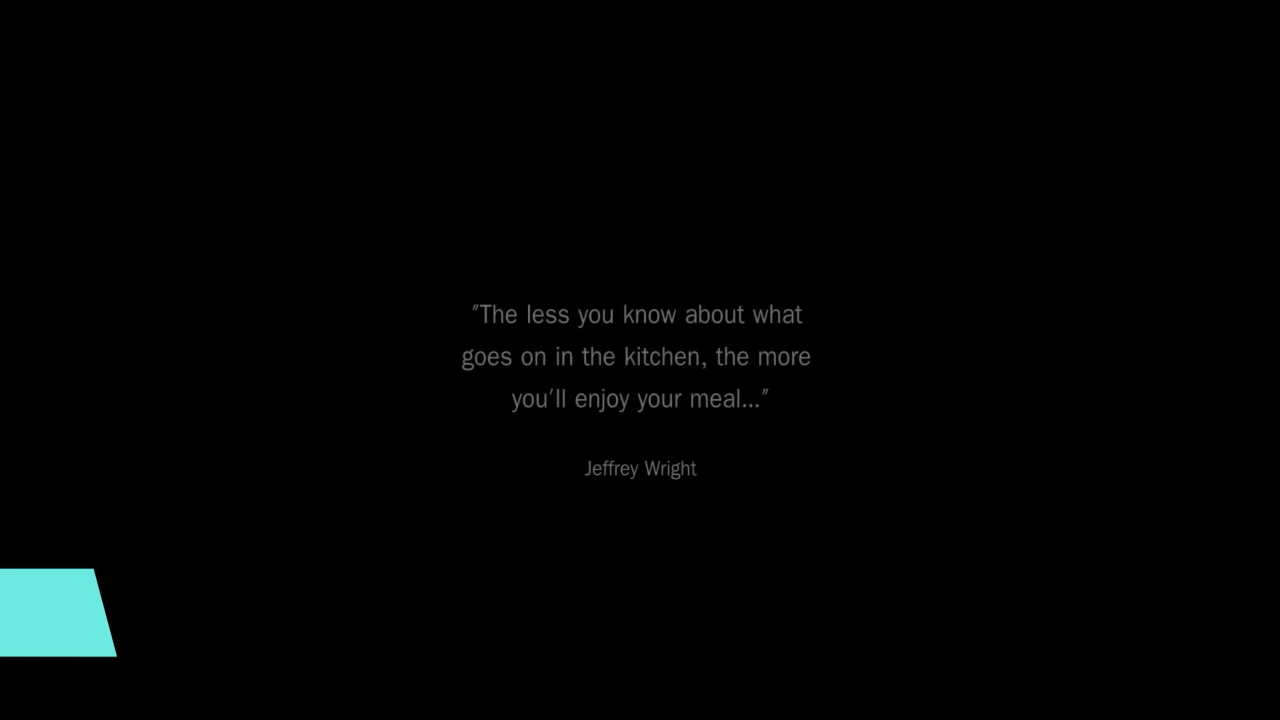 "The less you know about what
goes on in the kitchen, the more
you'll enjoy your meal..."
Jeffrey Wright